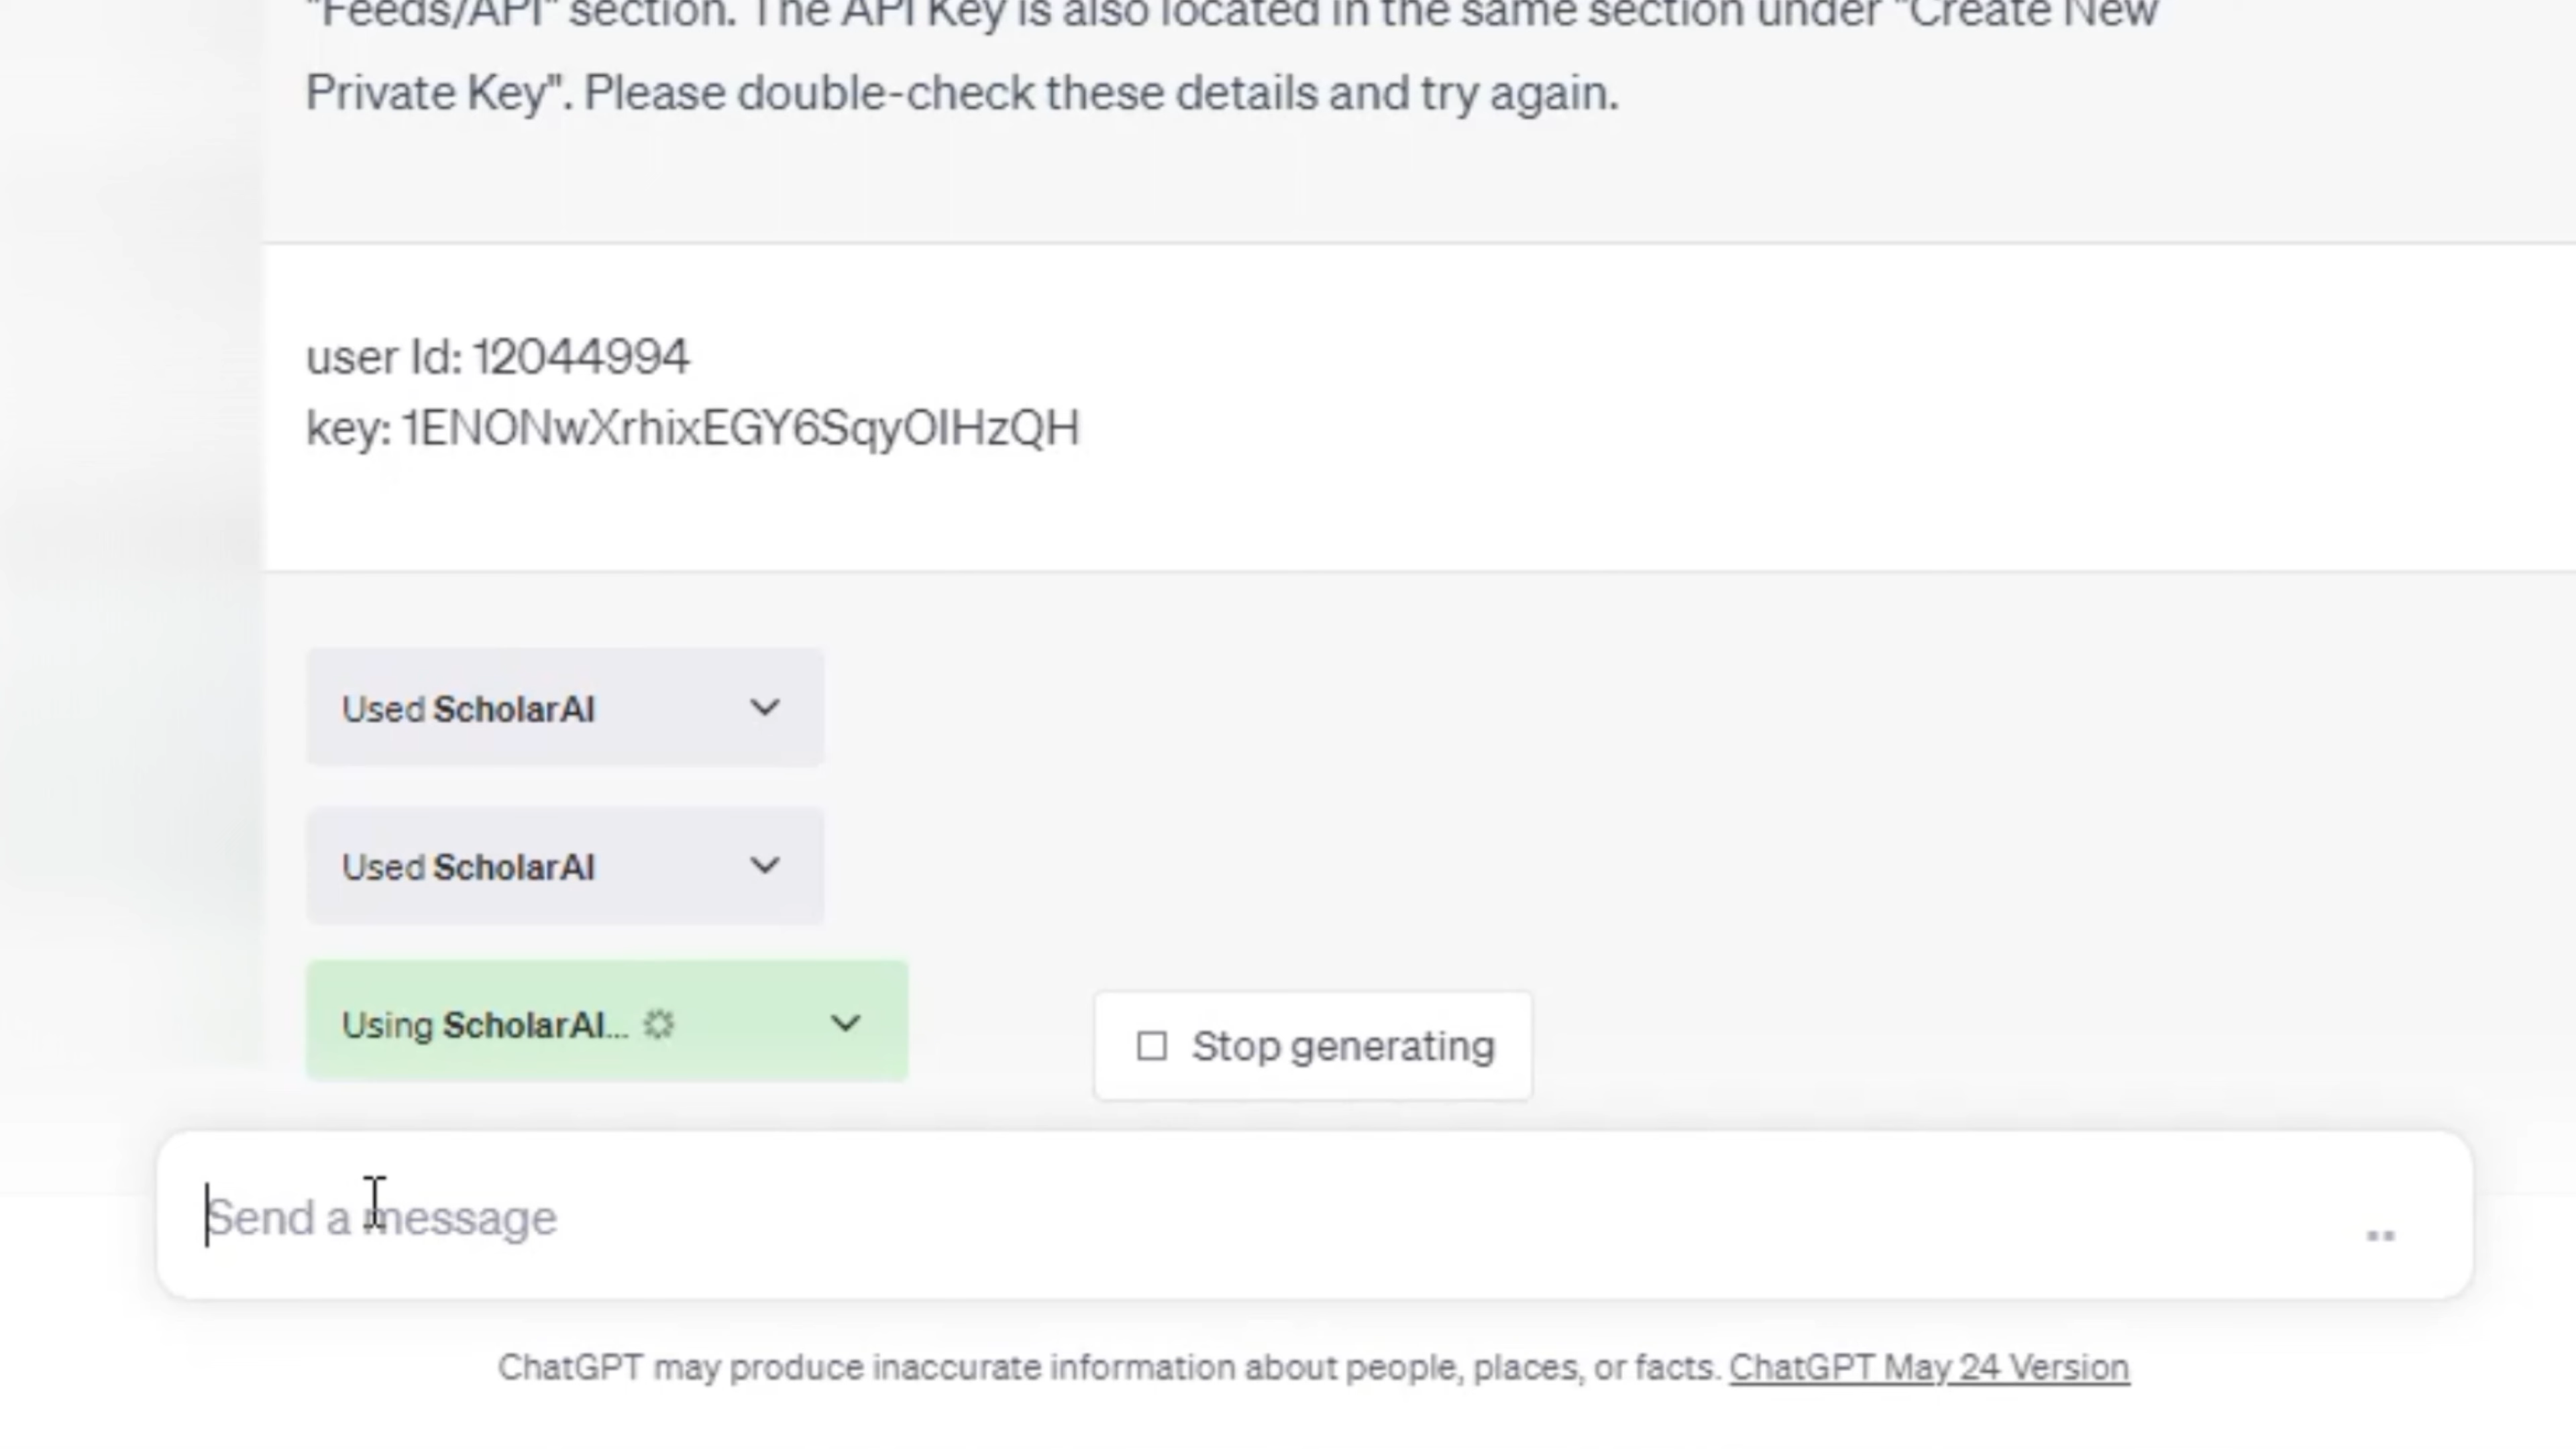 "Feeds/API" section. The API Key is also located in the same section under "Create New
Private Key". Please double-check these details and try again.
user Id: 12044994
key: 1ENONwXrhixEGY6SqyOIHzQH
Used ScholarAI
Used ScholarAI
Using ScholarAI...
Stop generating
Send a message
ChatGPT may produce inaccurate information about people, places, or facts. ChatGPT May 24 Version